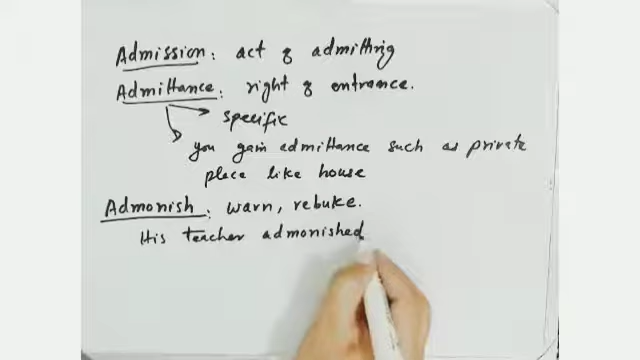 Admission: act of admitting
Admittance: right of entrance.
specific
you gain admittance such as private
place like house
Admonish: warn, rebuke.
His teacher admonished